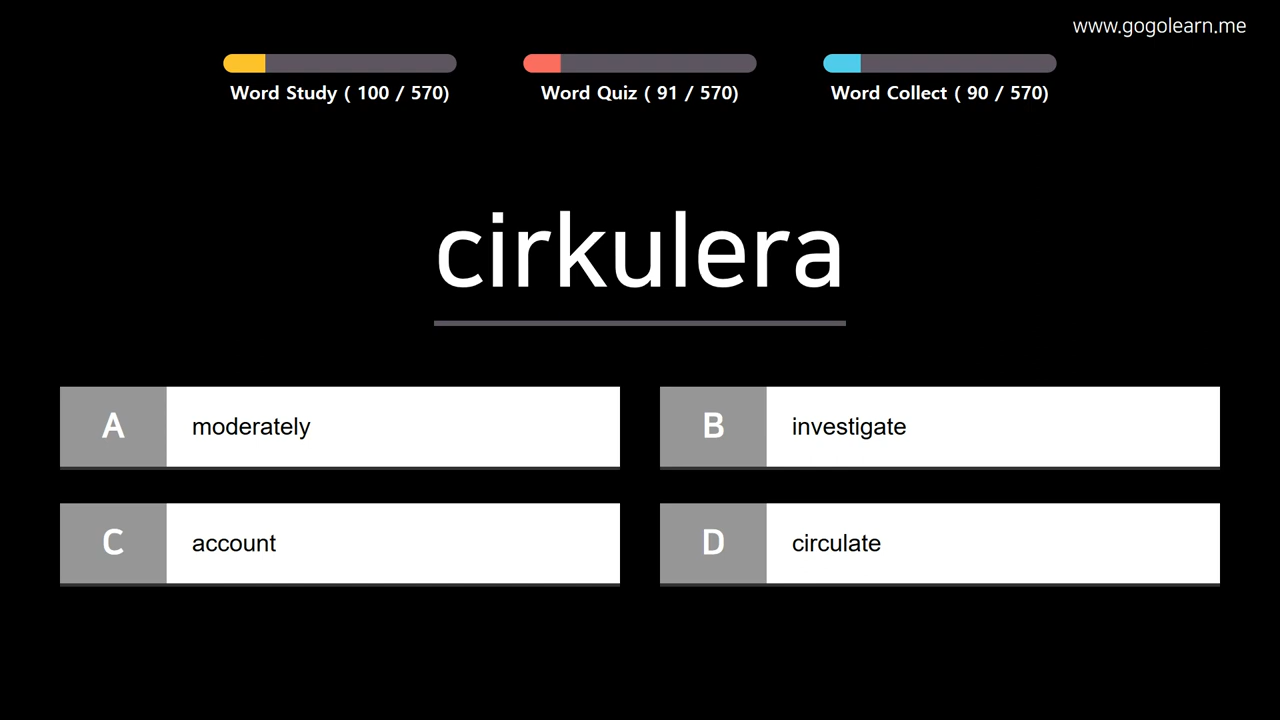 www.gogolearn.me
Word Study ( 100 / 570)
Word Quiz ( 91 / 570)
Word Collect ( 90 / 570)
cirkulera
A moderately
B investigate
C account
D circulate